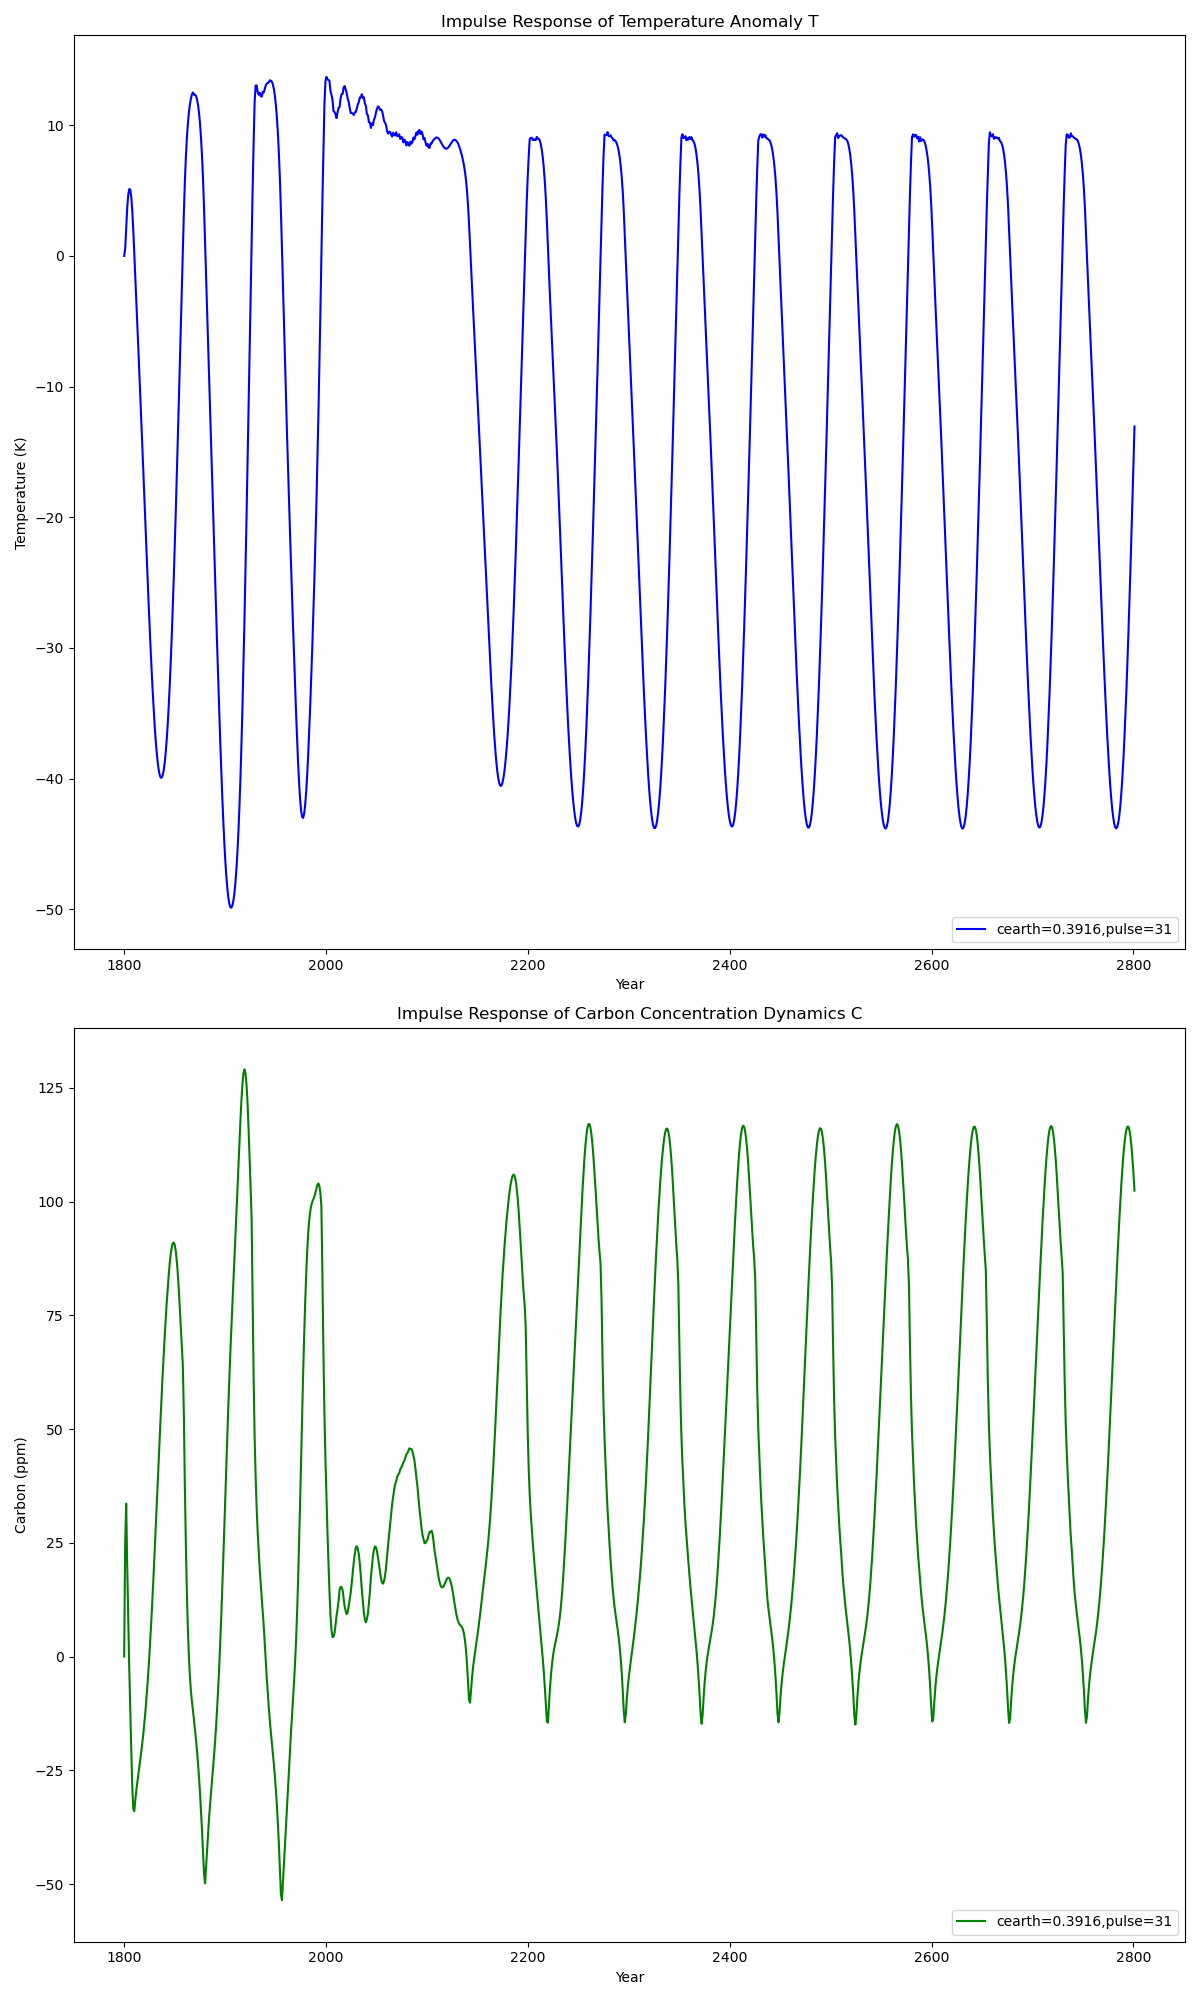 Impulse Response of Temperature Anomaly T
10
0
−10
−20
−30
−40
−50
Temperature (K)
cearth=0.3916,pulse=31
1800 2000 2200 2400 2600 2800
Year
Impulse Response of Carbon Concentration Dynamics C
125
100
75
50
25
0
−25
−50
Carbon (ppm)
cearth=0.3916,pulse=31
1800 2000 2200 2400 2600 2800
Year